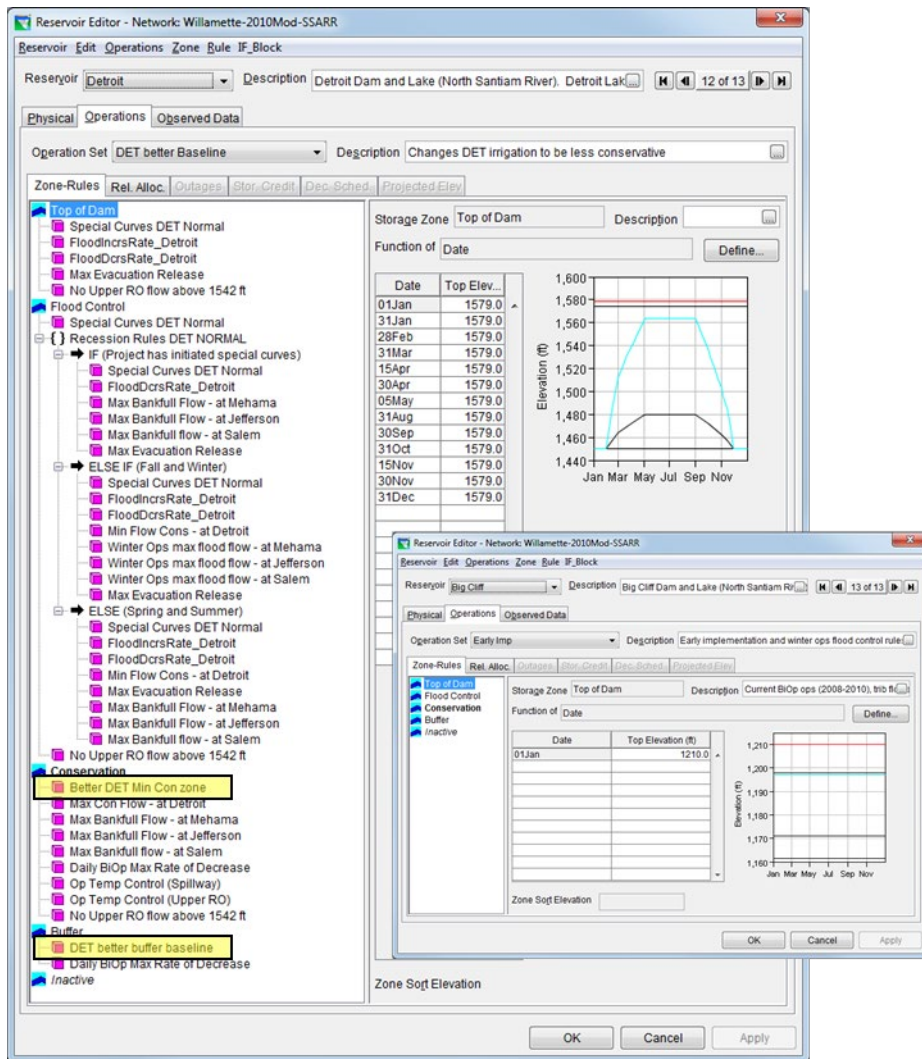 Reservoir Editor - Network: Willamette-2010Mod-SSARR
Reservoir Edit Operations Zone Rule IF_Block
Reservoir Detroit Description Detroit Dam and Lake (North Santiam River). Detroit Lak ... 12 of 13
Physical Operations Observed Data
Operation Set DET better Baseline Description Changes DET irrigation to be less conservative ...
Zone-Rules Rel. Alloc. Outages Stor. Credit Dec. Sched. Projected Elev
Top of Dam
Special Curves DET Normal
FloodIncrsRate_Detroit
FloodDcrsRate_Detroit
Max Evacuation Release
No Upper RO flow above 1542 ft
Flood Control
Special Curves DET Normal
{ } Recession Rules DET NORMAL
IF (Project has initiated special curves)
Special Curves DET Normal
FloodDcrsRate_Detroit
Max Bankfull Flow - at Mehama
Max Bankfull Flow - at Jefferson
Max Bankfull flow - at Salem
Max Evacuation Release
ELSE IF (Fall and Winter)
Special Curves DET Normal
FloodIncrsRate_Detroit
FloodDcrsRate_Detroit
Min Flow Cons - at Detroit
Winter Ops max flood flow - at Mehama
Winter Ops max flood flow - at Jefferson
Winter Ops max flood flow - at Salem
Max Evacuation Release
ELSE (Spring and Summer)
Special Curves DET Normal
FloodIncrsRate_Detroit
FloodDcrsRate_Detroit
Min Flow Cons - at Detroit
Max Evacuation Release
Max Bankfull Flow - at Mehama
Max Bankfull Flow - at Jefferson
Max Bankfull flow - at Salem
No Upper RO flow above 1542 ft
Conservation
Better DET Min Con zone
Max Con Flow - at Detroit
Max Bankfull Flow - at Mehama
Max Bankfull Flow - at Jefferson
Max Bankfull flow - at Salem
Daily BiOp Max Rate of Decrease
Op Temp Control (Spillway)
Op Temp Control (Upper RO)
No Upper RO flow above 1542 ft
Buffer
DET better buffer baseline
Daily BiOp Max Rate of Decrease
Inactive
Storage Zone Top of Dam Description ...
Function of Date Define...
Date Top Elev...
01Jan 1579.0
31Jan 1579.0
28Feb 1579.0
31Mar 1579.0
15Apr 1579.0
30Apr 1579.0
05May 1579.0
31Aug 1579.0
30Sep 1579.0
31Oct 1579.0
15Nov 1579.0
30Nov 1579.0
31Dec 1579.0
Elevation (ft)
1,600
1,580
1,560
1,540
1,520
1,500
1,480
1,460
1,440
Jan Mar May Jul Sep Nov
Zone Sort Elevation
OK Cancel Apply
Reservoir Editor - Network: Willamette-2010Mod-SSARR
Reservoir Edit Operations Zone Rule IF_Block
Reservoir Big Cliff Description Big Cliff Dam and Lake (North Santiam Ri ... 13 of 13
Physical Operations Observed Data
Operation Set Early Imp Description Early implementation and winter ops flood control rule ...
Zone-Rules Rel. Alloc. Outages Stor. Credit Dec. Sched. Projected Elev
Top of Dam
Flood Control
Conservation
Buffer
Inactive
Storage Zone Top of Dam Description Current BiOp ops (2008-2010), trib
Function of Date Define...
Date Top Elevation (ft)
01Jan 1210.0
Elevation (ft)
1,210
1,200
1,190
1,180
1,170
1,160
Jan Mar May Jul Sep Nov
Zone Sort Elevation
OK Cancel Apply